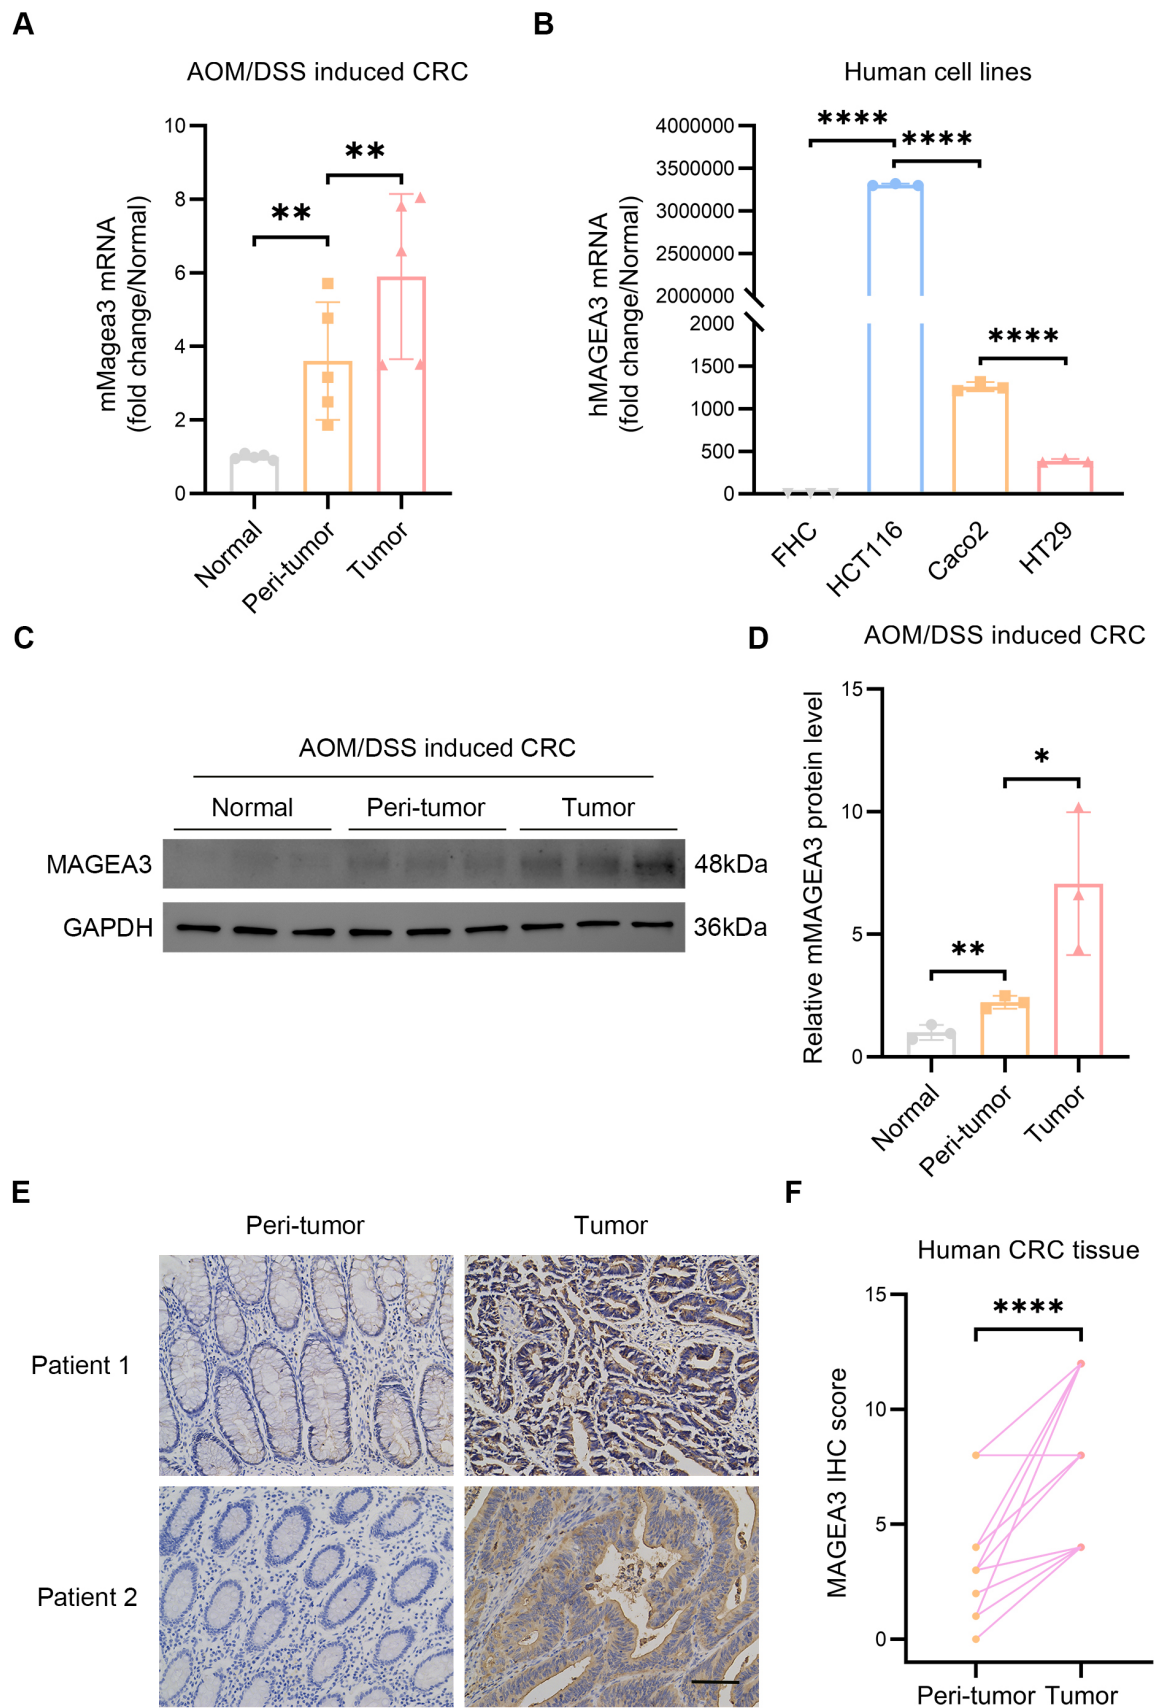 A
AOM/DSS induced CRC
mMagea3 mRNA
(fold change/Normal)
10
8
6
4
2
0
**
**
Normal
Peri-tumor
Tumor
B
Human cell lines
hMAGEA3 mRNA
(fold change/Normal)
4000000
3500000
3000000
2500000
2000000
2000
1500
1000
500
0
****
****
****
FHC
HCT116
Caco2
HT29
C
AOM/DSS induced CRC
Normal
Peri-tumor
Tumor
MAGEA3
48kDa
GAPDH
36kDa
D
AOM/DSS induced CRC
Relative mMAGEA3 protein level
15
10
5
0
**
*
Normal
Peri-tumor
Tumor
E
Peri-tumor
Tumor
Patient 1
Patient 2
F
Human CRC tissue
MAGEA3 IHC score
15
10
5
0
****
Peri-tumor
Tumor